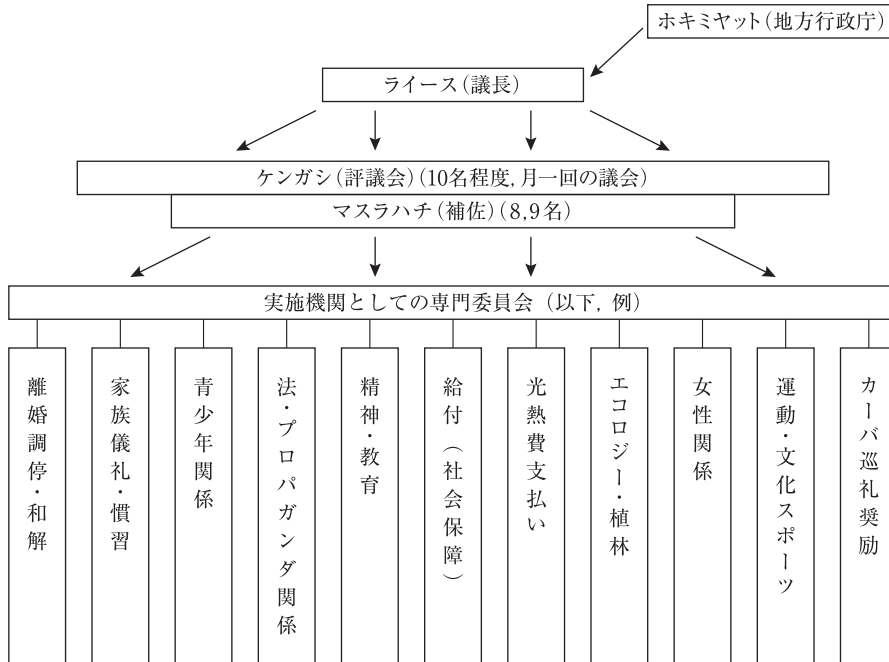 ホキミヤット(地方行政庁)
ライース(議長)
ケンガシ(評議会)(10名程度,月一回の議会)
マスラハチ(補佐)(8,9名)
実施機関としての専門委員会 (以下, 例)
離婚調停・和解
家族儀礼・慣習
青少年関係
法・プロパガンダ関係
精神・教育
給付(社会保障)
光熱費支払い
エコロジー・植林
女性関係
運動・文化スポーツ
カーバ巡礼奨励